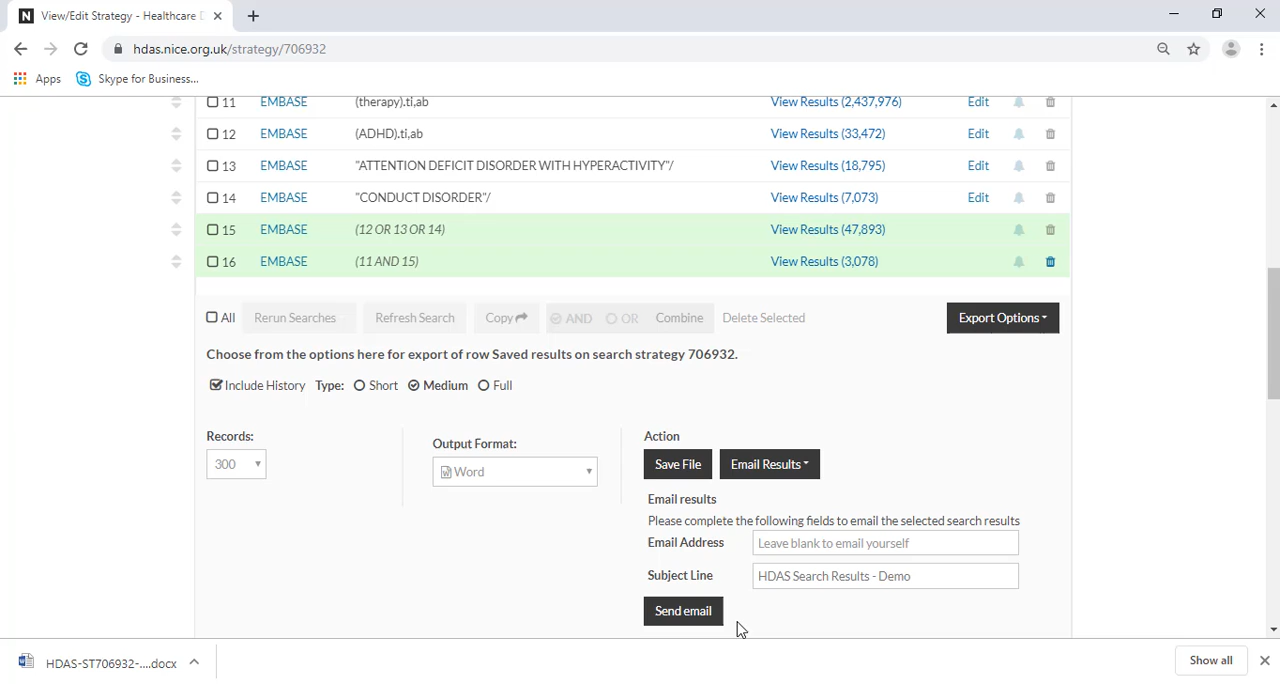 View/Edit Strategy - Healthcare D
hdas.nice.org.uk/strategy/706932
Apps Skype for Business...
11 EMBASE (therapy).ti,ab View Results (2,437,976) Edit
12 EMBASE (ADHD).ti,ab View Results (33,472) Edit
13 EMBASE "ATTENTION DEFICIT DISORDER WITH HYPERACTIVITY"/ View Results (18,795) Edit
14 EMBASE "CONDUCT DISORDER"/ View Results (7,073) Edit
15 EMBASE (12 OR 13 OR 14) View Results (47,893)
16 EMBASE (11 AND 15) View Results (3,078)
All Rerun Searches Refresh Search Copy AND OR Combine Delete Selected Export Options
Choose from the options here for export of row Saved results on search strategy 706932.
Include History Type: Short Medium Full
Records: Output Format: Action
300 Word Save File Email Results
Email results
Please complete the following fields to email the selected search results
Email Address Leave blank to email yourself
Subject Line HDAS Search Results - Demo
Send email
HDAS-ST706932-....docx Show all